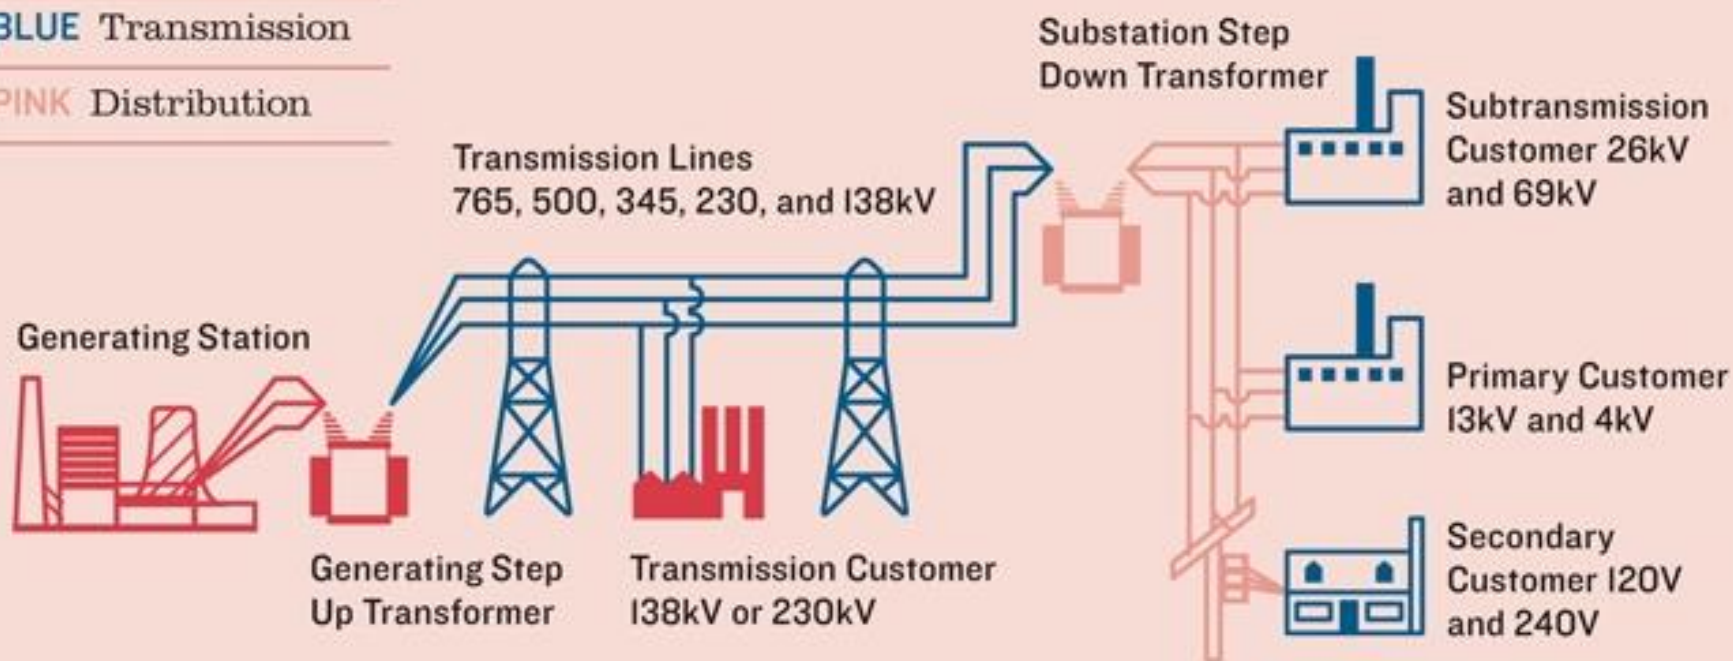 BLUE Transmission
PINK Distribution
Substation Step
Down Transformer
Subtransmission
Customer 26kV
and 69kV
Transmission Lines
765, 500, 345, 230, and 138kV
Generating Station
Primary Customer
13kV and 4kV
Generating Step
Up Transformer
Transmission Customer
138kV or 230kV
Secondary
Customer 120V
and 240V